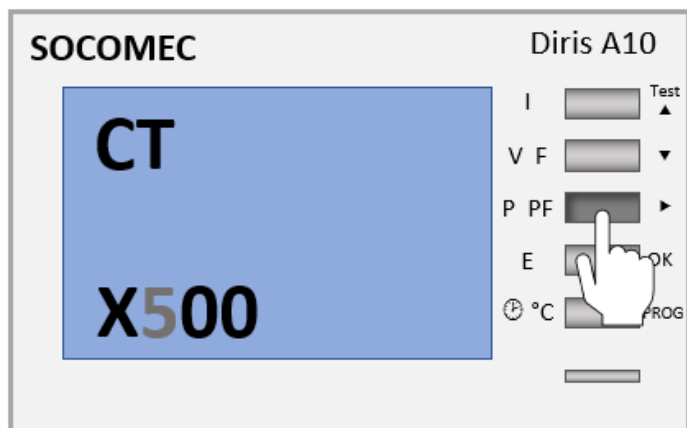 SOCOMEC
Diris A10
CT
X500
I
Test
▲
V F
▼
P PF
►
E
OK
°C
PROG